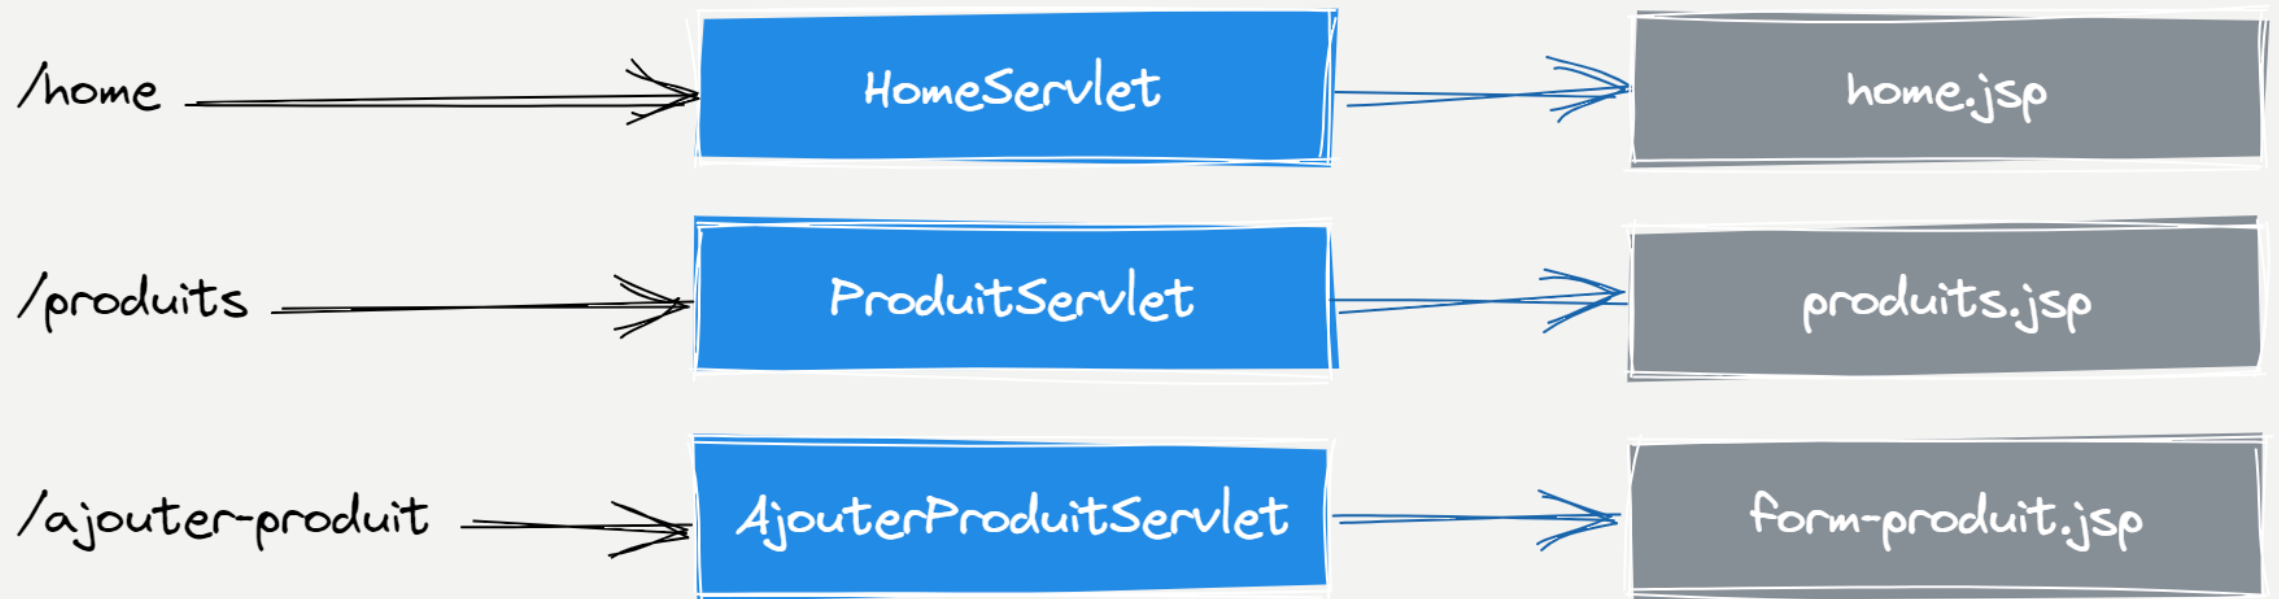 /home
HomeServlet
home.jsp
/produits
ProduitServlet
produits.jsp
/ajouter-produit
AjouterProduitServlet
form-produit.jsp